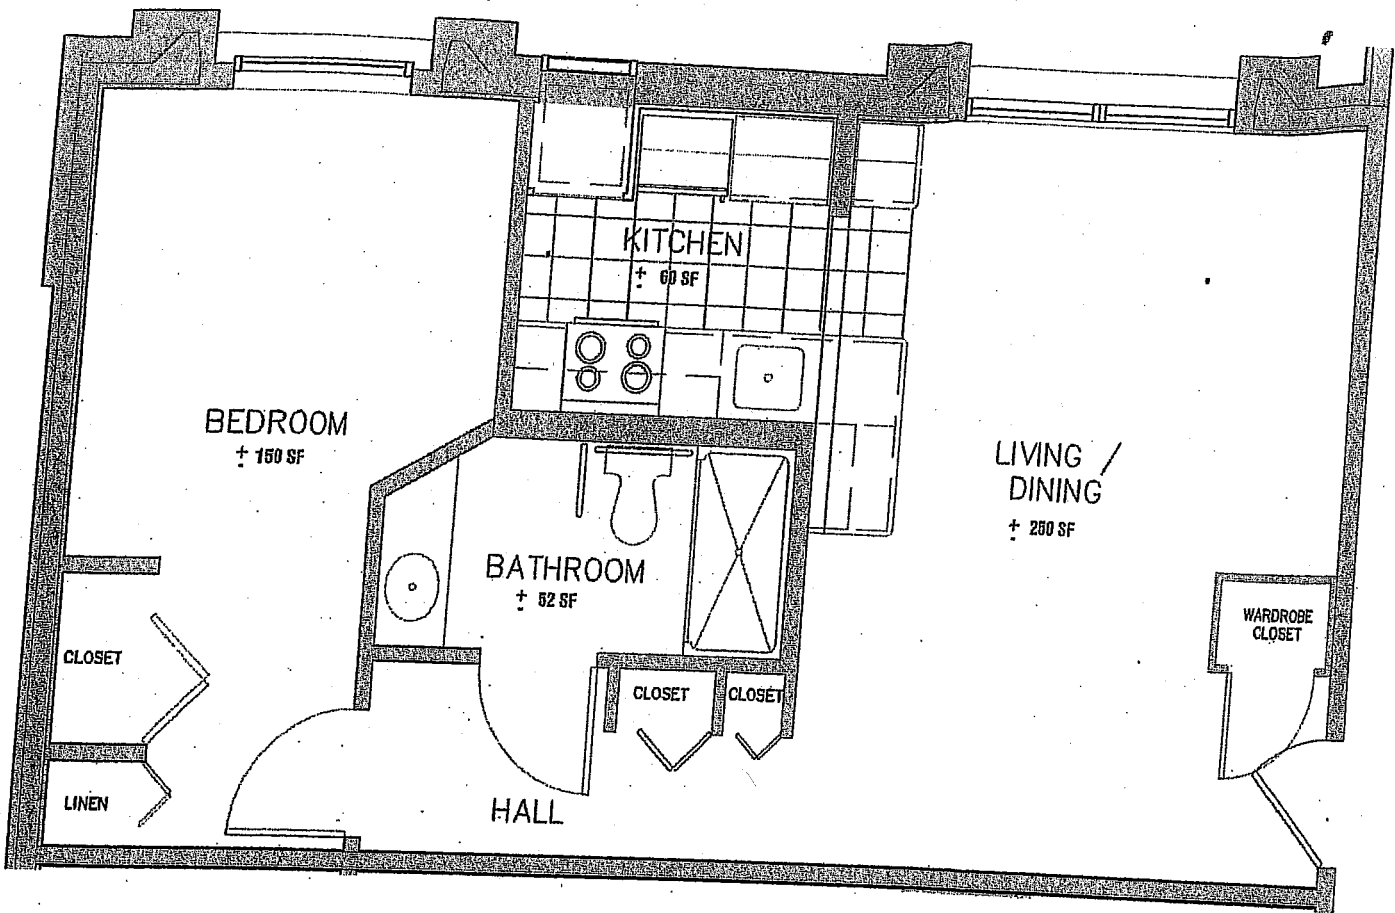 KITCHEN
± 60 SF
BEDROOM
± 150 SF
LIVING /
DINING
± 250 SF
BATHROOM
± 52 SF
WARDROBE
CLOSET
CLOSET
CLOSET
CLOSET
LINEN
HALL